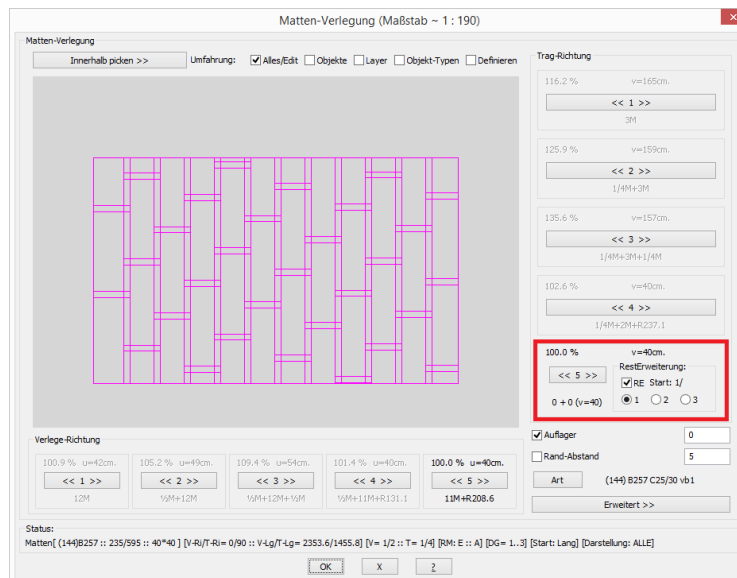 Matten-Verlegung (Maßstab ~ 1 : 190)
Matten-Verlegung
Innerhalb picken >>
Umfahrung:
Alles/Edit
Objekte
Layer
Objekt-Typen
Definieren
Trag-Richtung
116.2 % v=165cm.
<< 1 >>
3M
125.9 % v=159cm.
<< 2 >>
1/4M+3M
135.6 % v=157cm.
<< 3 >>
1/4M+3M+1/4M
102.6 % v=40cm.
<< 4 >>
1/4M+2M+R237.1
100.0 % v=40cm.
RestErweiterung:
<< 5 >>
RE Start: 1/
0 + 0 (v=40)
1 2 3
Auflager 0
Rand-Abstand 5
Art (144) B257 C25/30 vb1
Erweitert >>
Verlege-Richtung
100.9 % u=42cm. 105.2 % u=49cm. 109.4 % u=54cm. 101.4 % u=40cm. 100.0 % u=40cm.
<< 1 >> << 2 >> << 3 >> << 4 >> << 5 >>
12M ½M+12M ½M+12M+½M ½M+11M+R131.1 11M+R208.6
Status:
Matten[ (144)B257 :: 235/595 :: 40*40 ] [V-Ri/T-Ri= 0/90 :: V-Lg/T-Lg= 2353.6/1455.8] [V= 1/2 :: T= 1/4] [RM: E :: A] [DG= 1..3] [Start: Lang] [Darstellung: ALLE]
OK X ?